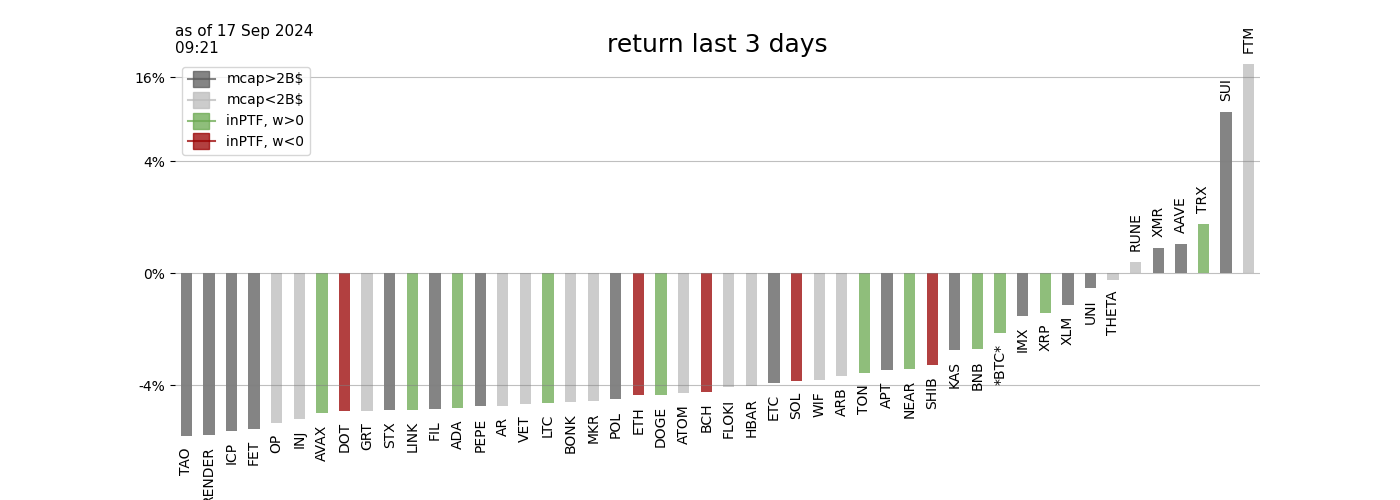 as of 17 Sep 2024
09:21
return last 3 days
mcap>2B$
mcap<2B$
inPTF, w>0
inPTF, w<0
16%
4%
0%
-4%
TAO
RENDER
ICP
FET
OP
INJ
AVAX
DOT
GRT
STX
LINK
FIL
ADA
PEPE
AR
VET
LTC
BONK
MKR
POL
ETH
DOGE
ATOM
BCH
FLOKI
HBAR
ETC
SOL
WIF
ARB
TON
APT
NEAR
SHIB
KAS
BNB
*BTC*
IMX
XRP
XLM
UNI
THETA
RUNE
XMR
AAVE
TRX
SUI
FTM